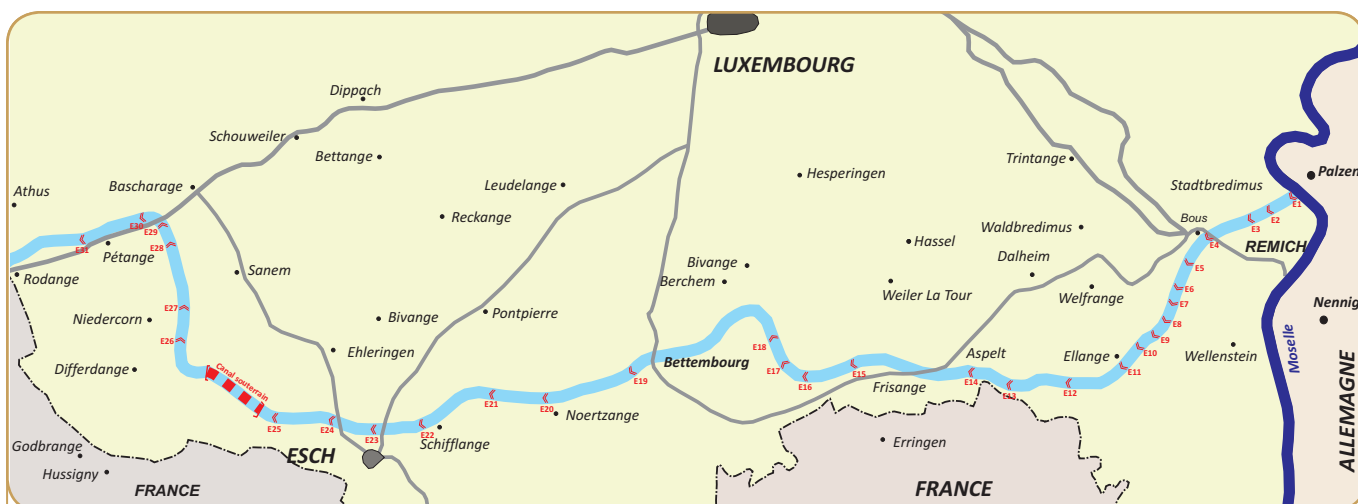 LUXEMBOURG
Dippach
Schouweiler
Bettange
Trintange
Hesperingen
Palzen
Stadtbredimus
Leudelange
Bascharage
Athus
E1
E2
E3
Reckange
Waldbredimus
Bous
E4
REMICH
E30
E29
E28
E31
Pétange
Hassel
Dalheim
Bivange
Berchem
E5
Rodange
Sanem
Weiler La Tour
Welfrange
E6
E7
E27
Niedercorn
Bivange
Pontpierre
Nennig
E8
E9
E10
E26
Ehleringen
E18
Bettembourg
Aspelt
Ellange
Wellenstein
Moselle
ALLEMAGNE
Differdange
Canal souterrain
E19
E17
E16
E15
Frisange
E14
E13
E12
E11
E21
E20
Noertzange
E25
E24
E23
E22
Schifflange
Erringen
Godbrange
ESCH
Hussigny
FRANCE
FRANCE